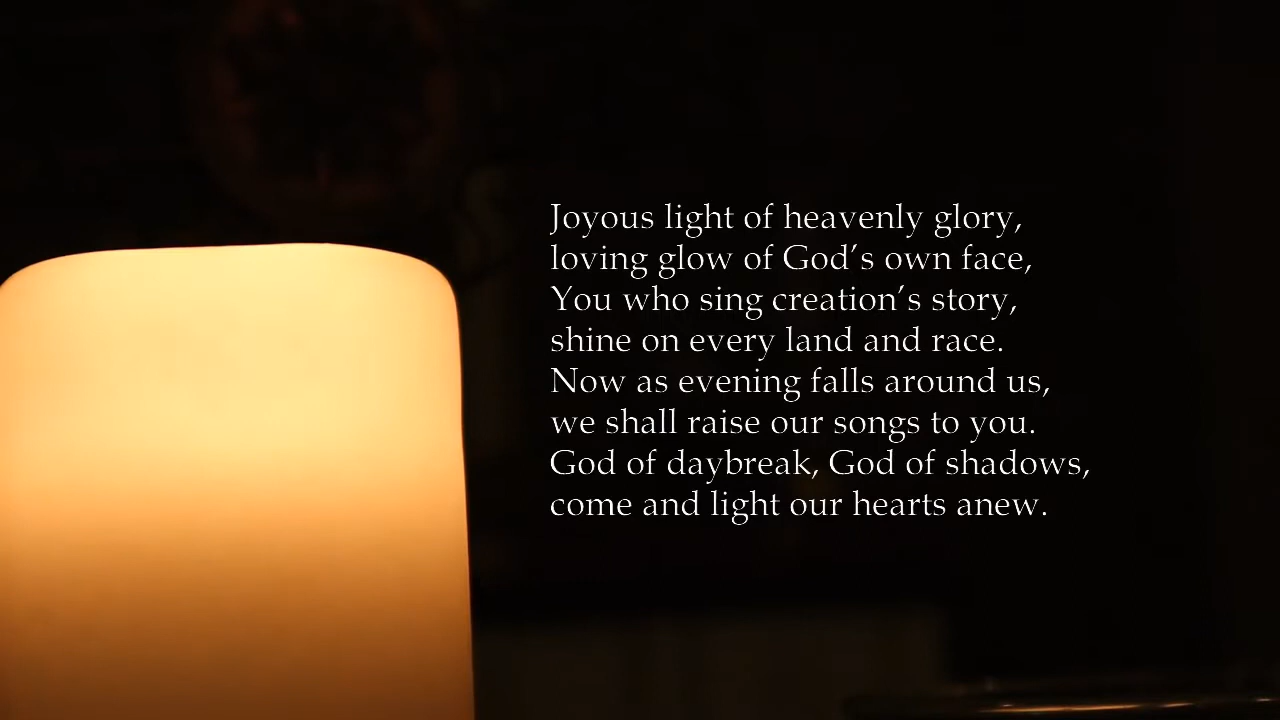 Joyous light of heavenly glory,
loving glow of God’s own face,
You who sing creation’s story,
shine on every land and race.
Now as evening falls around us,
we shall raise our songs to you.
God of daybreak, God of shadows,
come and light our hearts anew.